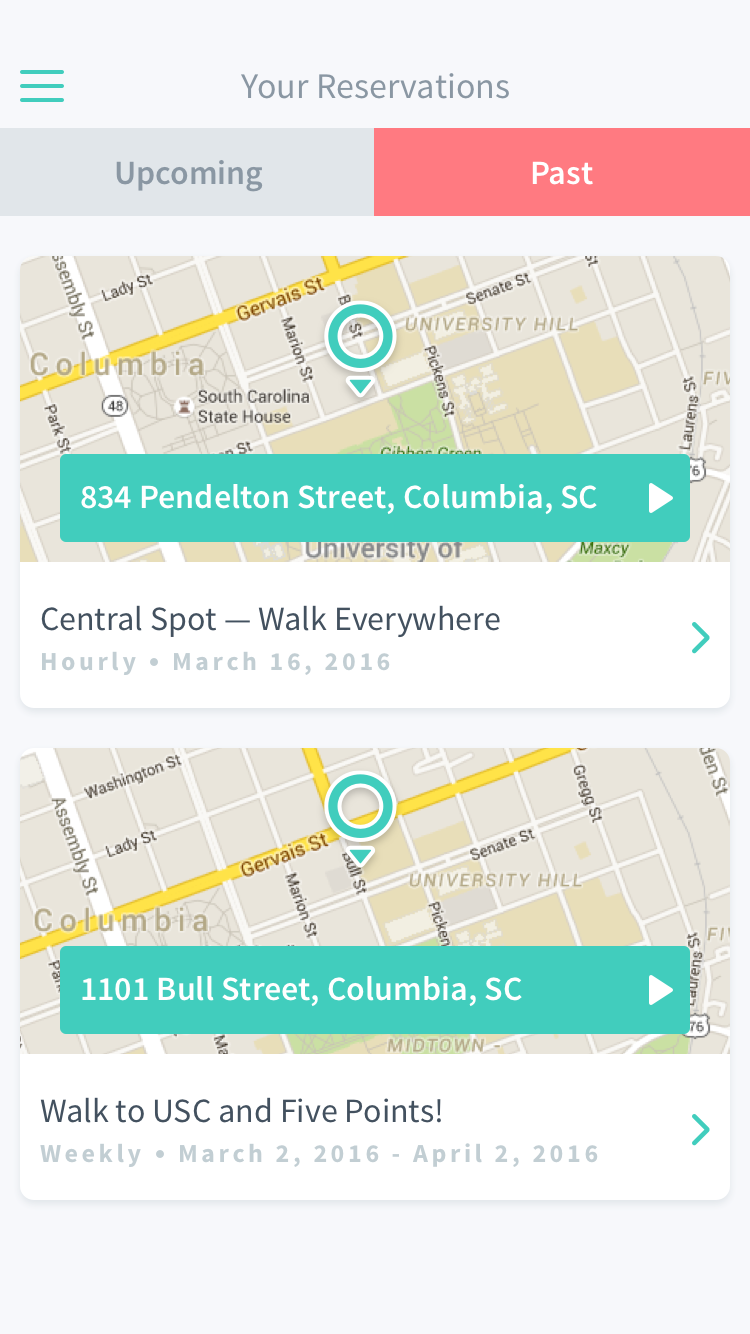 Your Reservations
Upcoming
Past
Assembly St
Lady St
Gervais St
Senate St
UNIVERSITY HILL
Marion St
Columbia
Pickens St
48
South Carolina
State House
Park St
Laurens St
Gibbes Green
834 Pendelton Street, Columbia, SC
University of
Maxcy
Central Spot — Walk Everywhere
Hourly • March 16, 2016
Washington St
Assembly St
Lady St
Gervais St
Gregg St
Senate St
Bull St
UNIVERSITY HILL
Marion St
Columbia
Laurens St
1101 Bull Street, Columbia, SC
76
MIDTOWN -
Walk to USC and Five Points!
Weekly • March 2, 2016 - April 2, 2016